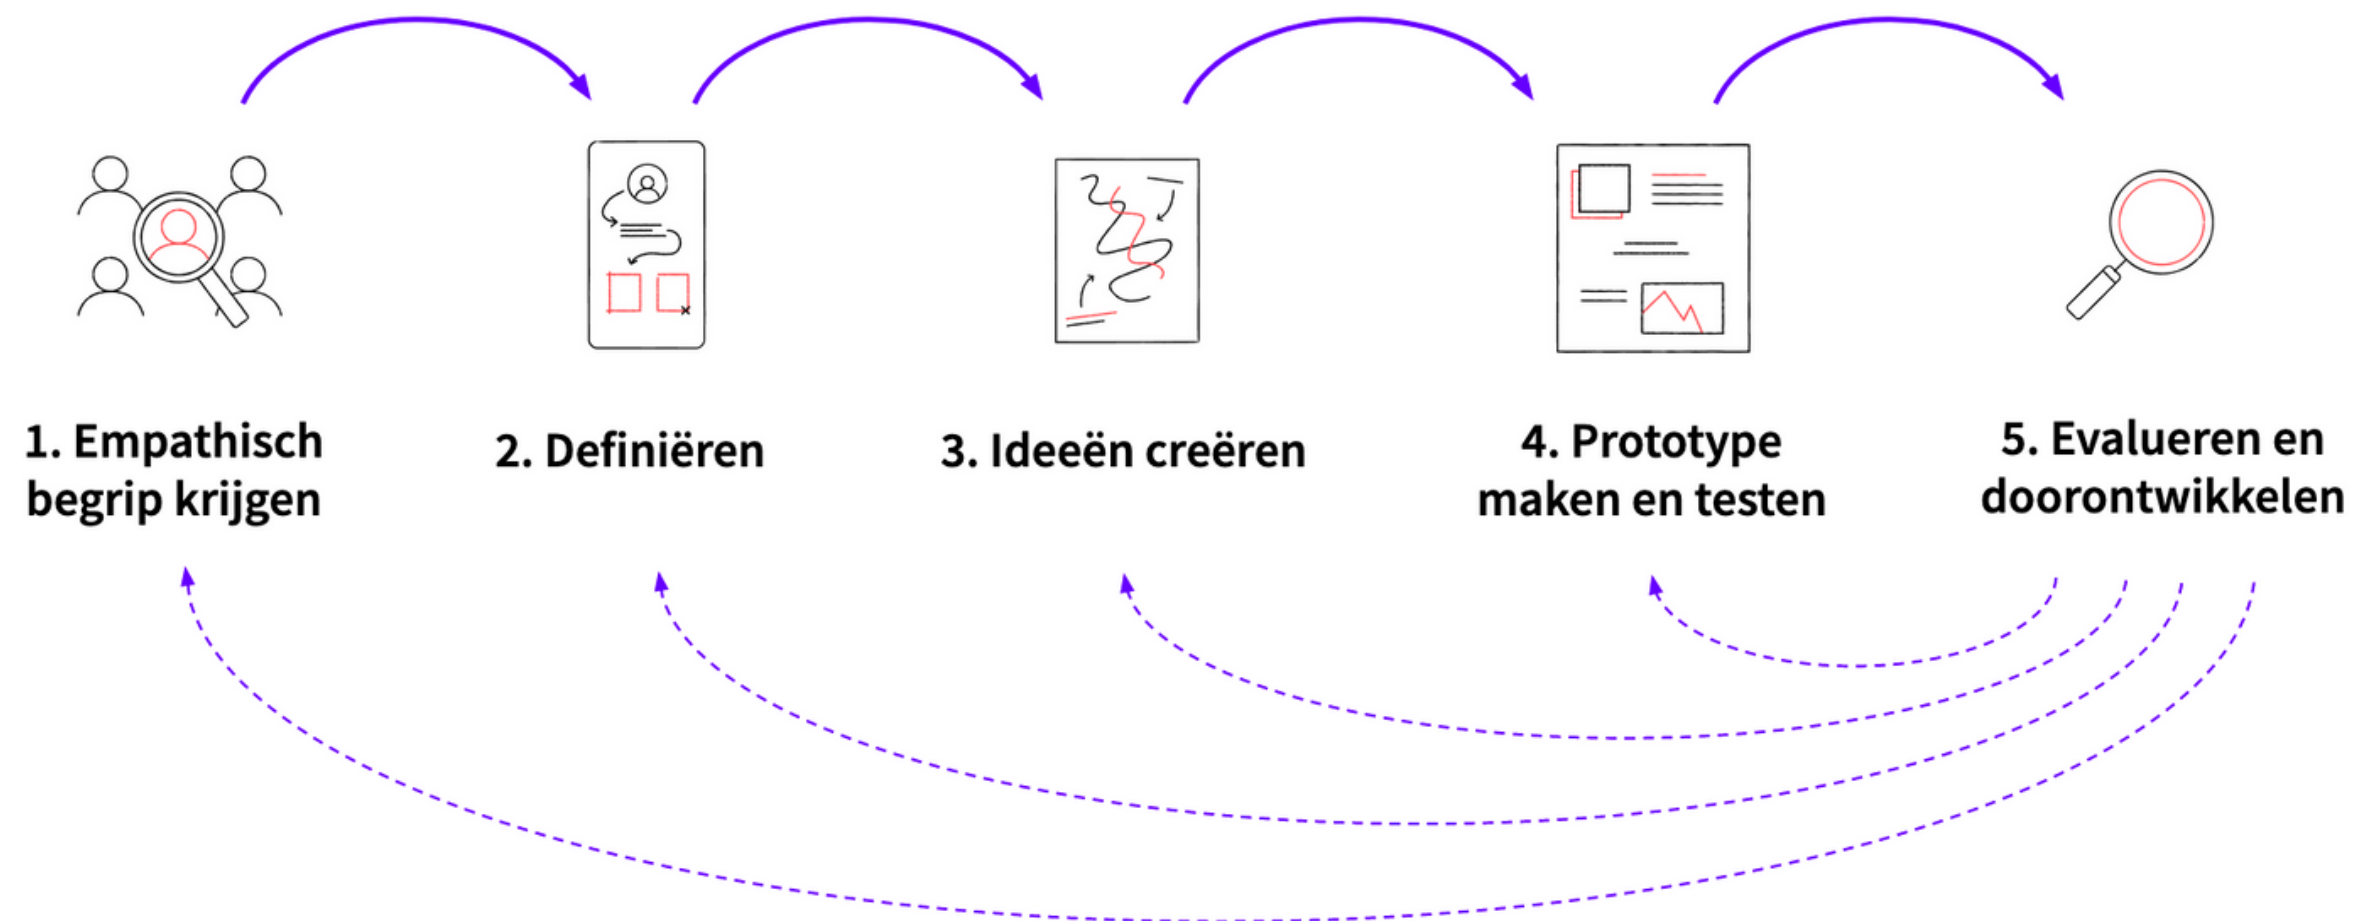 1. Empathisch
begrip krijgen
2. Definiëren
3. Ideeën creëren
4. Prototype
maken en testen
5. Evalueren en
doorontwikkelen